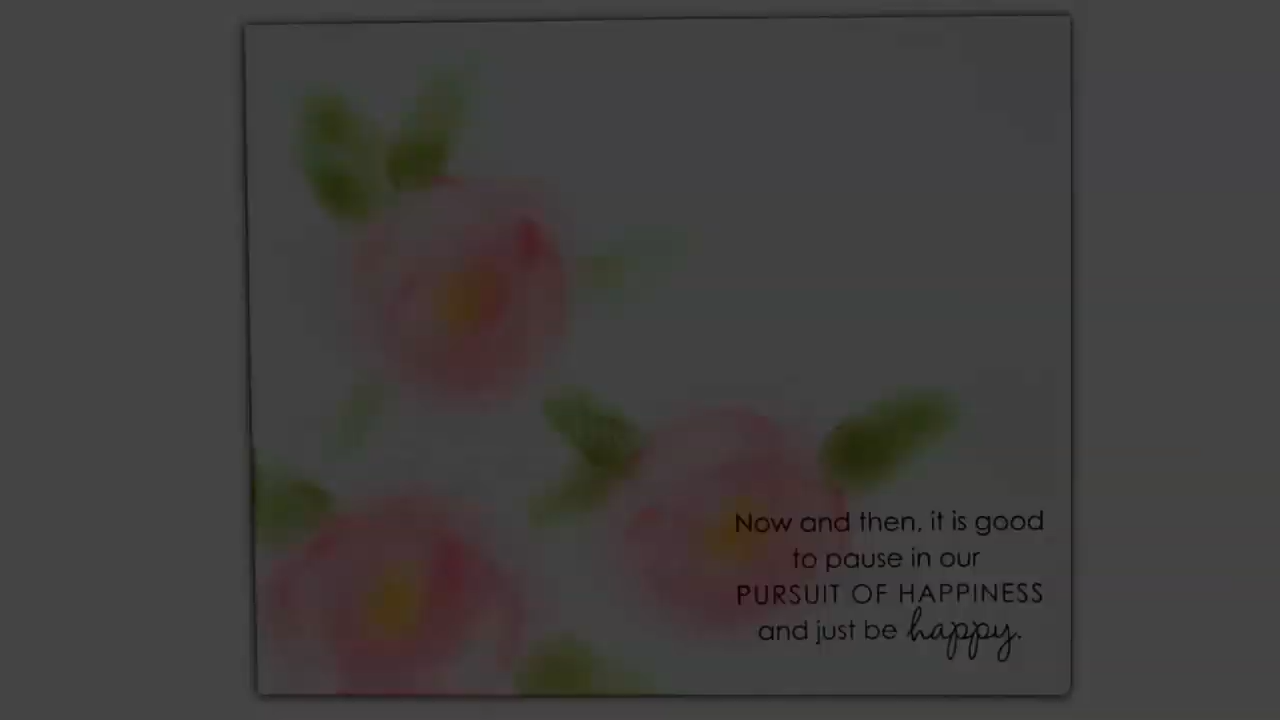 Now and then, it is good
to pause in our
PURSUIT OF HAPPINESS
and just be happy.